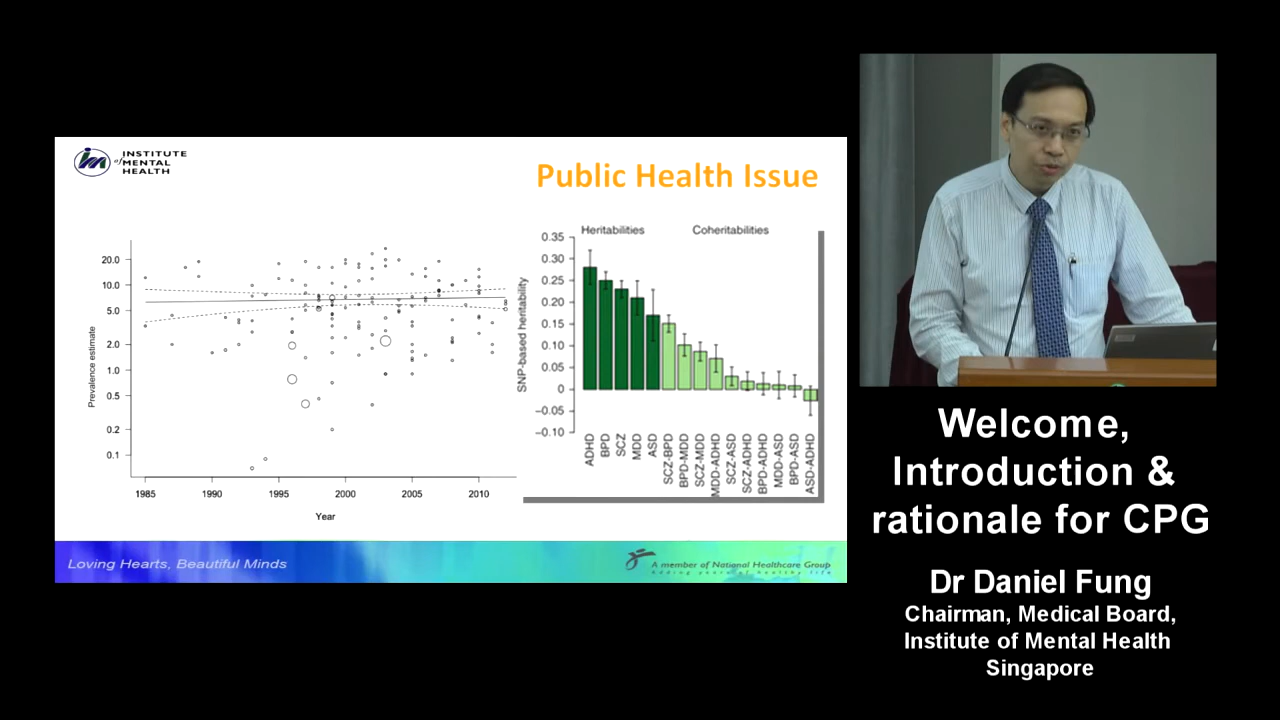 INSTITUTE
of MENTAL
HEALTH
Public Health Issue
Prevalence estimate
20.0
10.0
5.0
2.0
1.0
0.5
0.2
0.1
1985 1990 1995 2000 2005 2010
Year
Heritabilities Coheritabilities
SNP-based heritability
0.35
0.30
0.25
0.20
0.15
0.10
0.05
0
−0.05
−0.10
ADHD
BPD
SCZ
MDD
ASD
SCZ-BPD
BPD-MDD
SCZ-MDD
MDD-ADHD
SCZ-ASD
SCZ-ADHD
BPD-ADHD
MDD-ASD
BPD-ASD
ASD-ADHD
Loving Hearts, Beautiful Minds
A member of National Healthcare Group
Adding years of healthy life
Welcome,
Introduction &
rationale for CPG
Dr Daniel Fung
Chairman, Medical Board,
Institute of Mental Health
Singapore